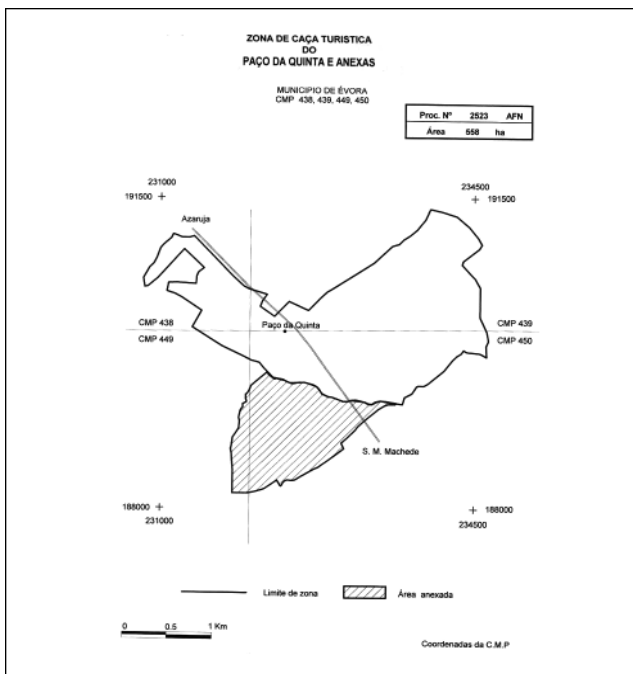 ZONA DE CAÇA TURISTICA
DO
PAÇO DA QUINTA E ANEXAS
MUNICIPIO DE ÉVORA
CMP 438, 439, 449, 450
Proc. Nº 2523 AFN
Área 558 ha
231000
191500
234500
191500
Azaruja
CMP 438
Paço da Quinta
CMP 439
CMP 449
CMP 450
S. M. Machede
188000
231000
188000
234500
Limite de zona
Área anexada
0 0.5 1 Km
Coordenadas da C.M.P